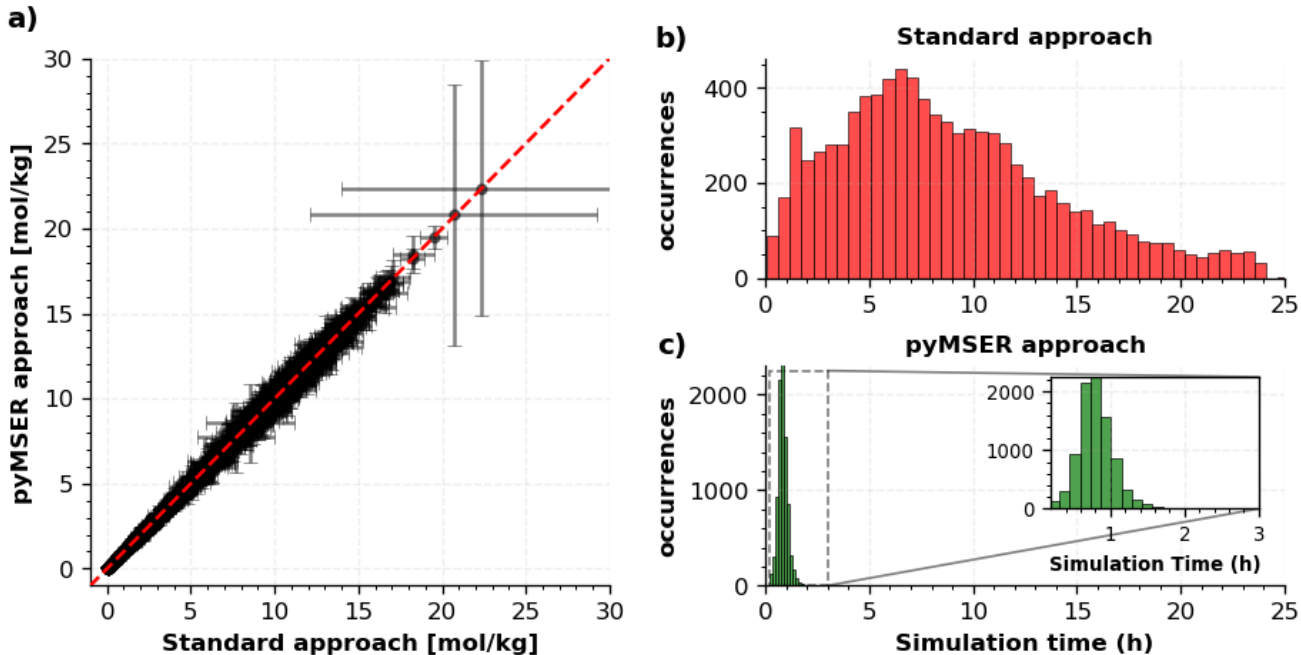 a)
pyMSER approach [mol/kg]
30
25
20
15
10
5
0
0 5 10 15 20 25 30
Standard approach [mol/kg]
b)
Standard approach
occurrences
400
200
0
0 5 10 15 20 25
c)
pyMSER approach
occurrences
2000
1000
0
2000
1000
0
1 2 3
Simulation Time (h)
0 5 10 15 20 25
Simulation time (h)